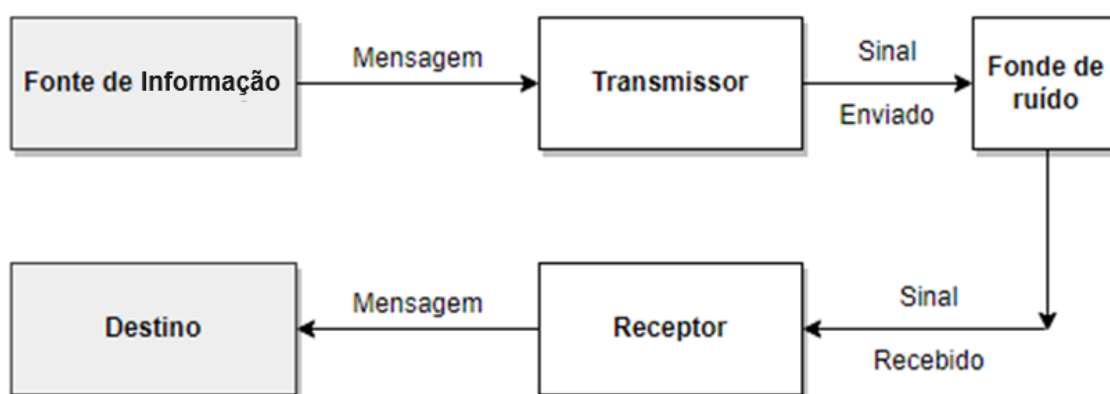 Fonte de Informação
Mensagem
Transmissor
Sinal
Enviado
Fonde de
ruído
Sinal
Recebido
Receptor
Mensagem
Destino